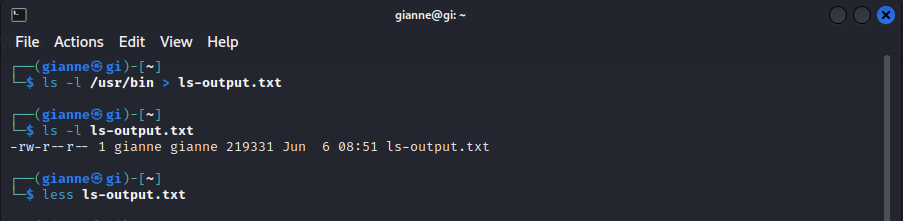 gianne@gi: ~
File Actions Edit View Help
┌──(gianne㉿gi)-[~]
└─$ ls -l /usr/bin > ls-output.txt
┌──(gianne㉿gi)-[~]
└─$ ls -l ls-output.txt
-rw-r--r-- 1 gianne gianne 219331 Jun  6 08:51 ls-output.txt
┌──(gianne㉿gi)-[~]
└─$ less ls-output.txt